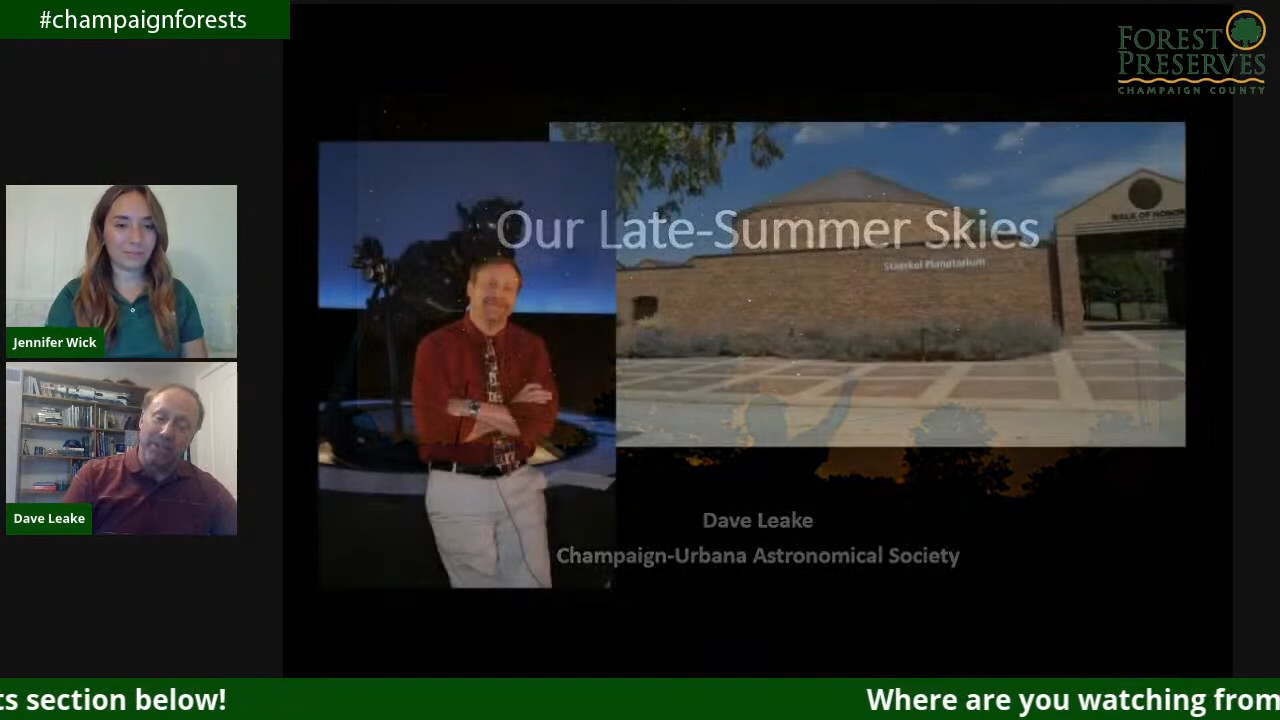 #champaignforests
FOREST
PRESERVES
CHAMPAIGN COUNTY
WALK OF HONOR
Our Late-Summer Skies
Staerkel Planetarium
Jennifer Wick
Dave Leake
Dave Leake
Champaign-Urbana Astronomical Society
ts section below!
Where are you watching from